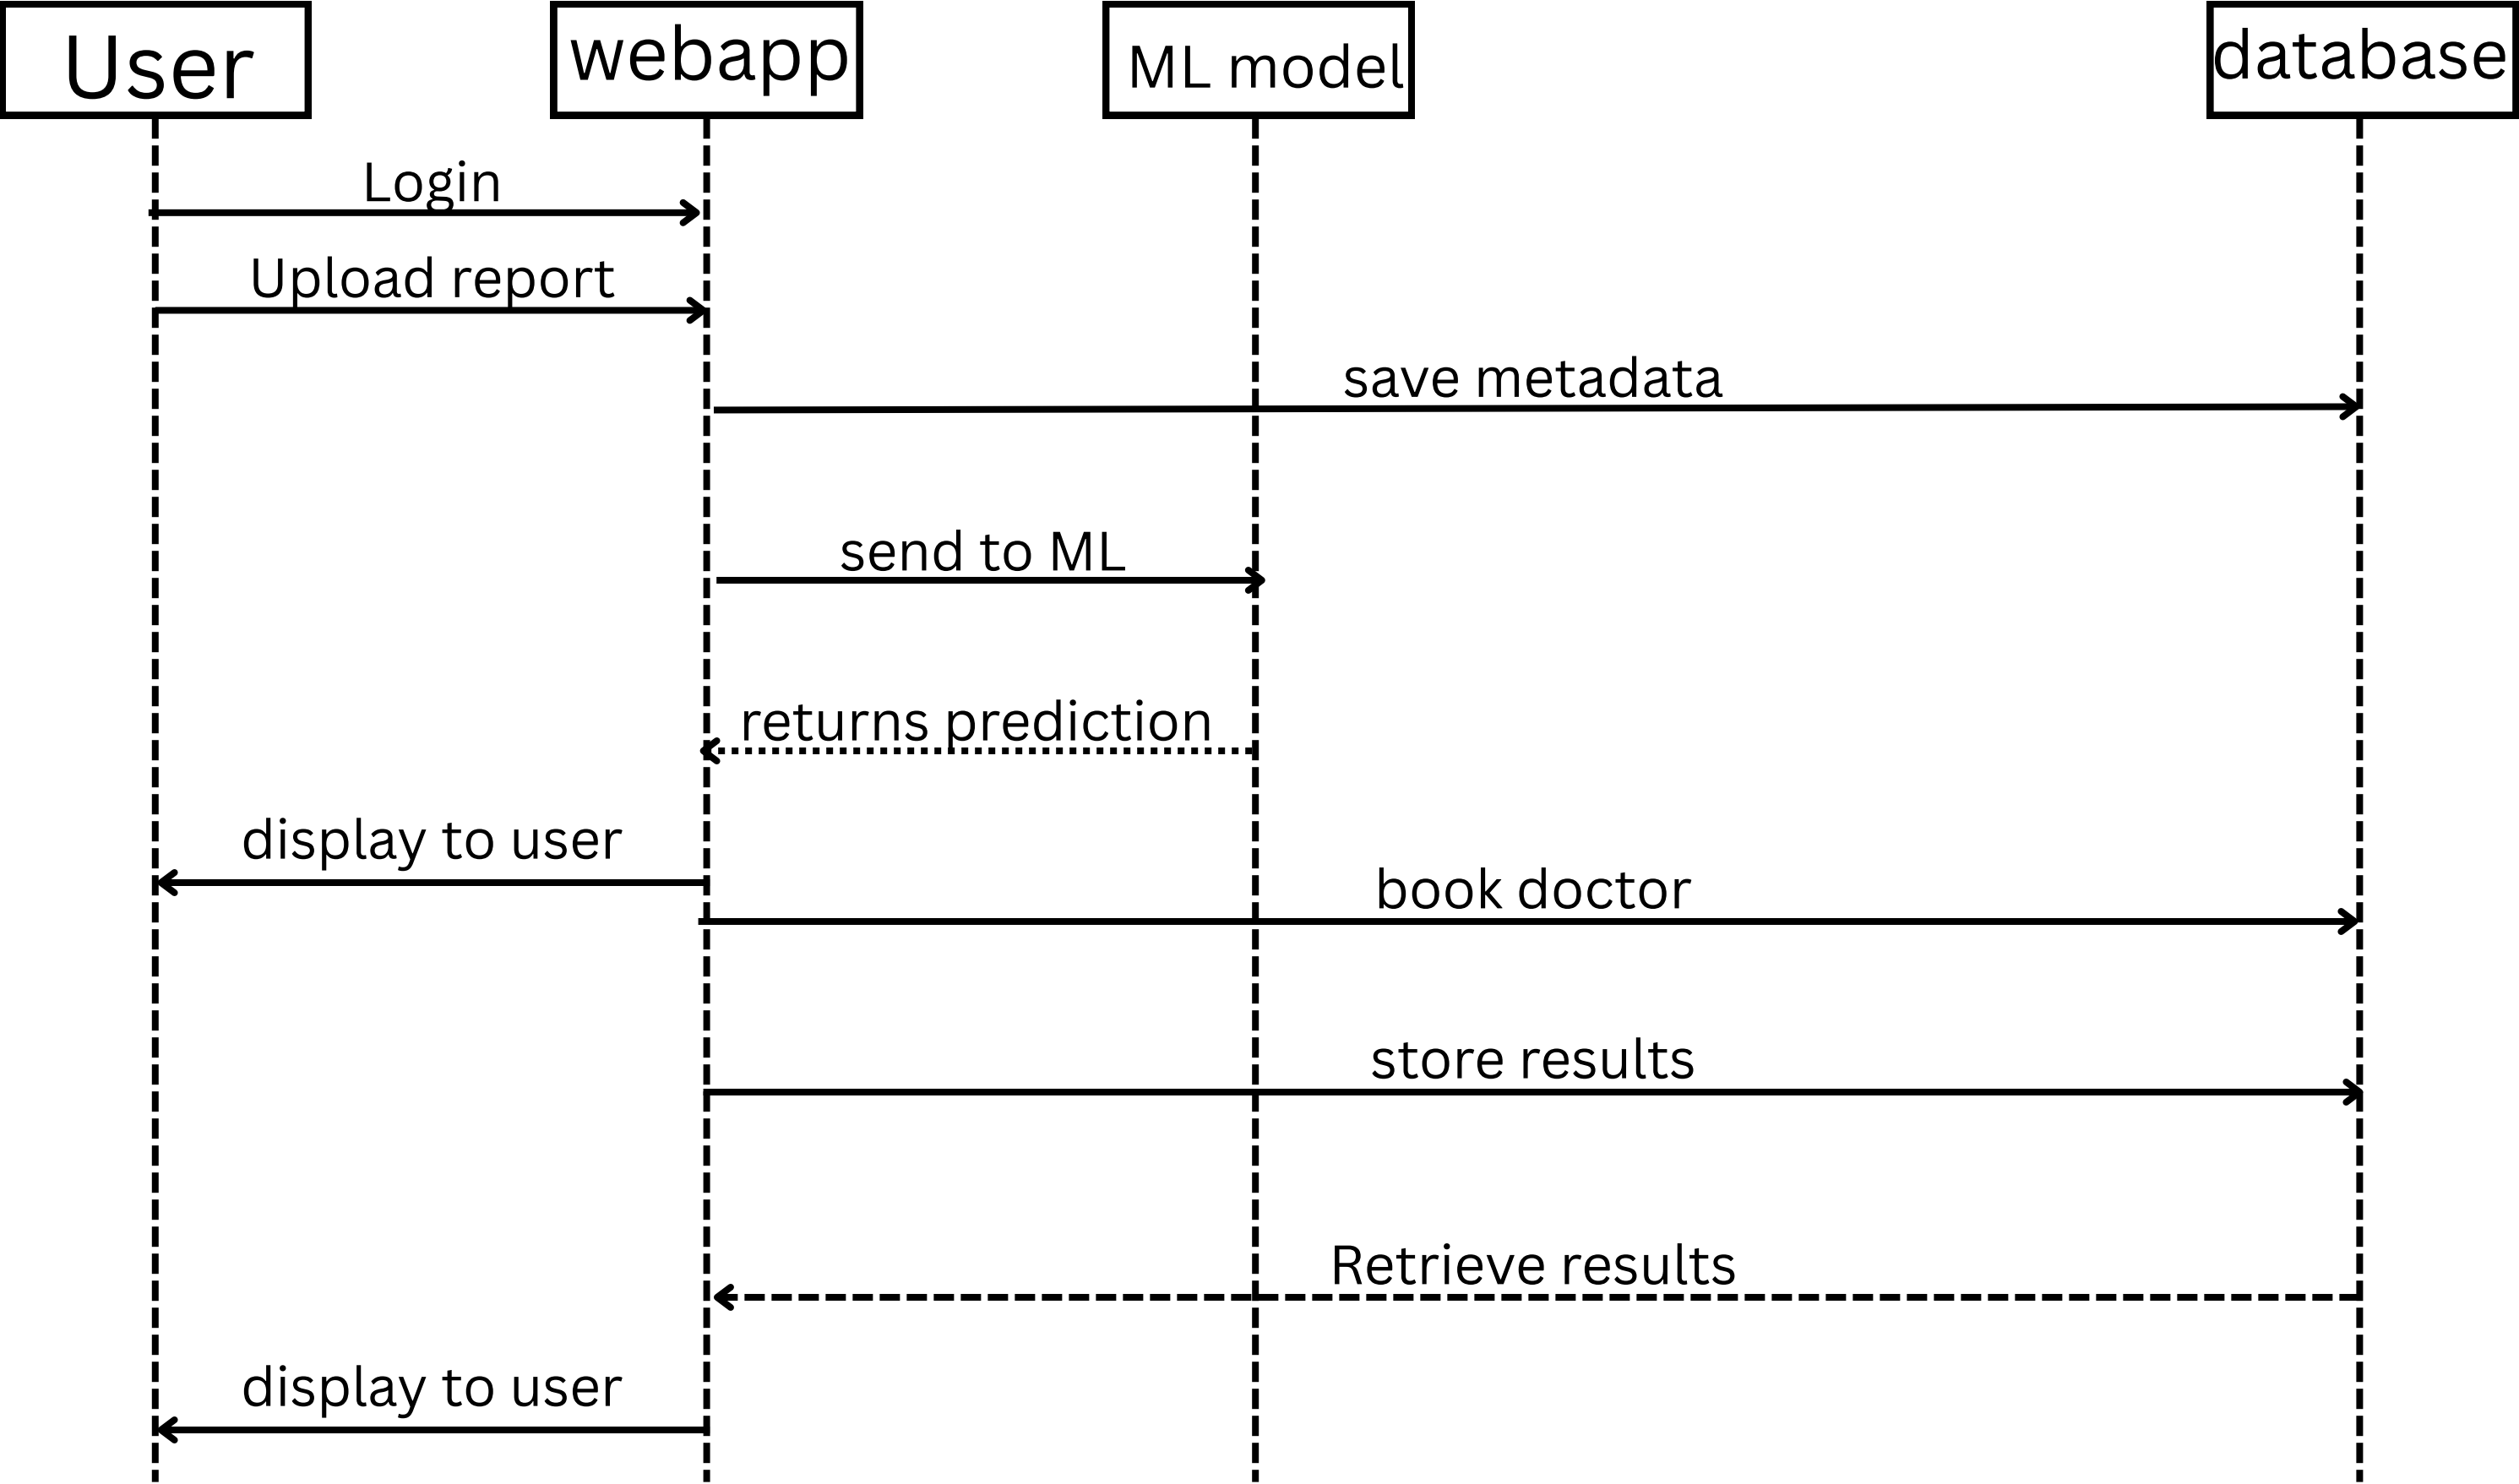 User
webapp
ML model
database
Login
Upload report
save metadata
send to ML
returns prediction
display to user
book doctor
store results
Retrieve results
display to user